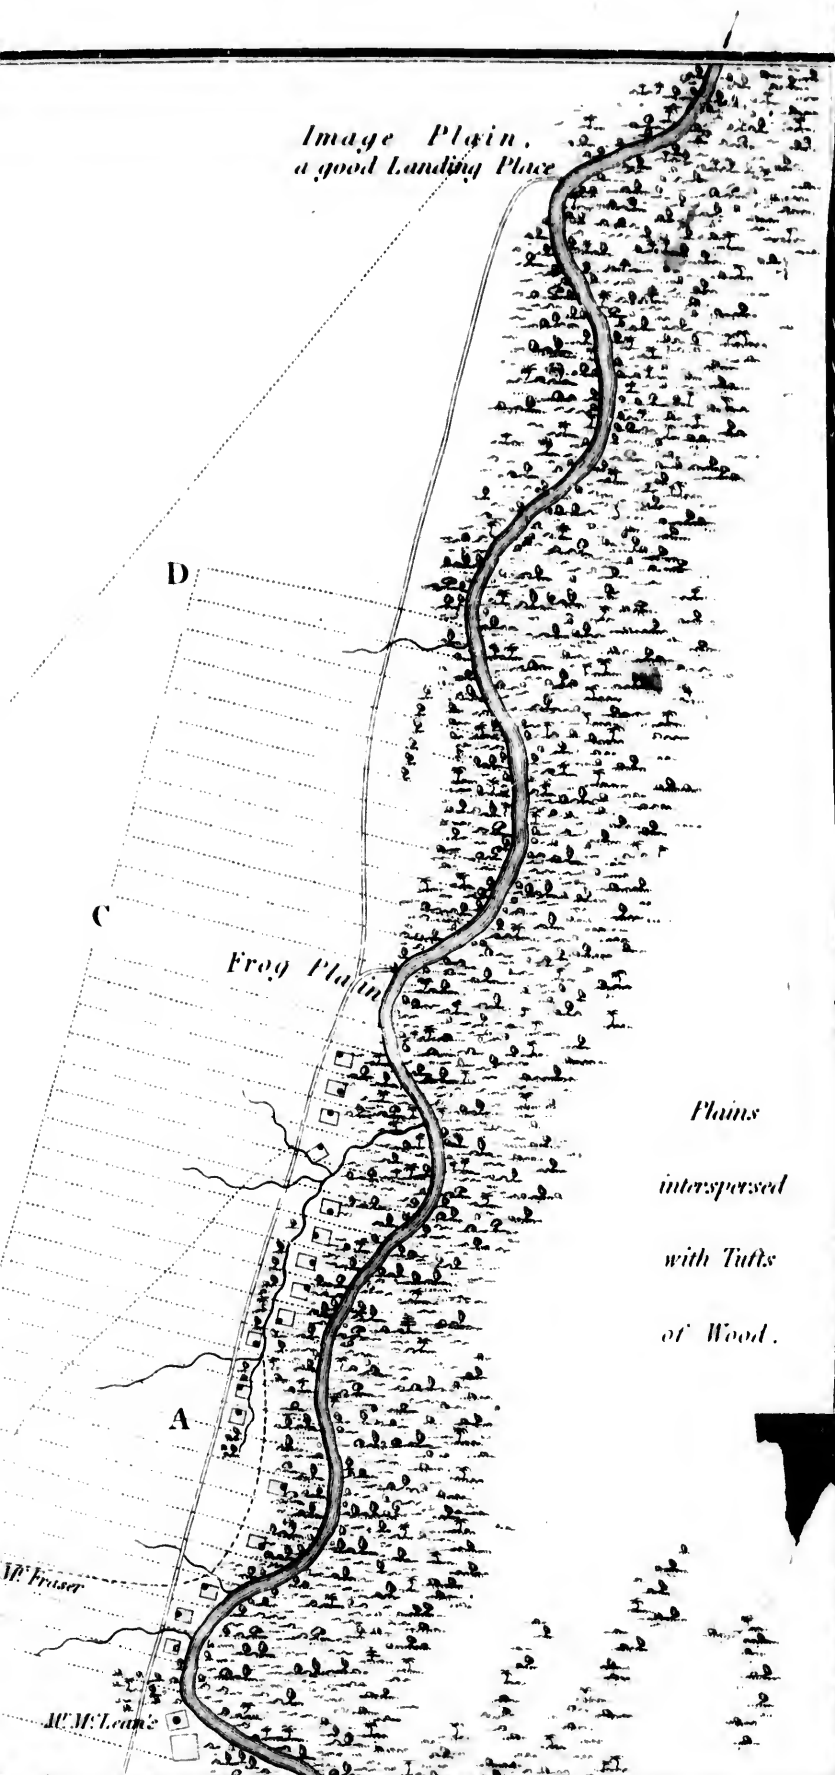 Image Plain,
a good Landing Place
D
C
Frog Plain
Plains
interspersed
with Tufts
of Wood.
A
Mr. Fraser
Mr. McLean's